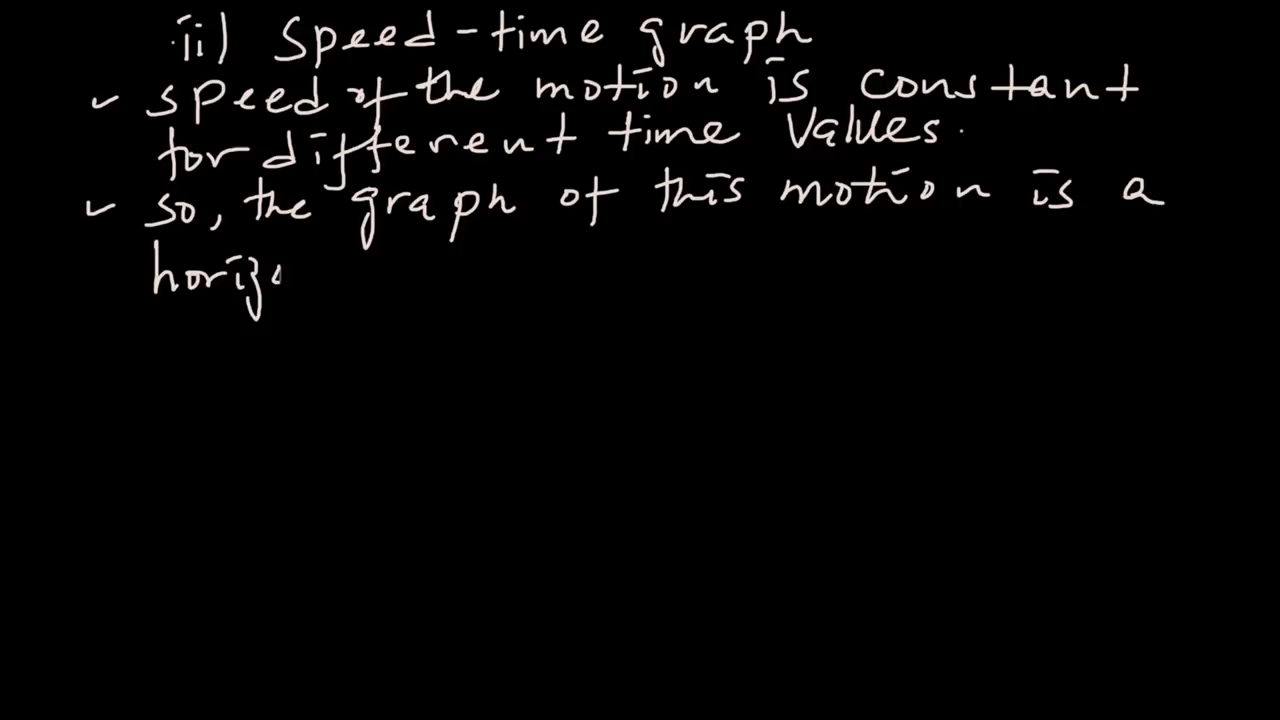 ii) Speed-time graph
✓ speed of the motion is constant
for different time values.
✓ so, the graph of this motion is a
horizo